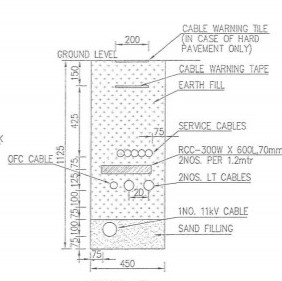 CABLE WARNING TILE
(IN CASE OF HARD
PAVEMENT ONLY)
200
GROUND LEVEL
CABLE WARNING TAPE
150
EARTH FILL
425
75
SERVICE CABLES
1125
RCC-300W X 600L,70mm
2NOS. PER 1.2mtr
OFC CABLE
75
125
2NOS. LT CABLES
20
100
100
1NO. 11kV CABLE
SAND FILLING
75
75
450